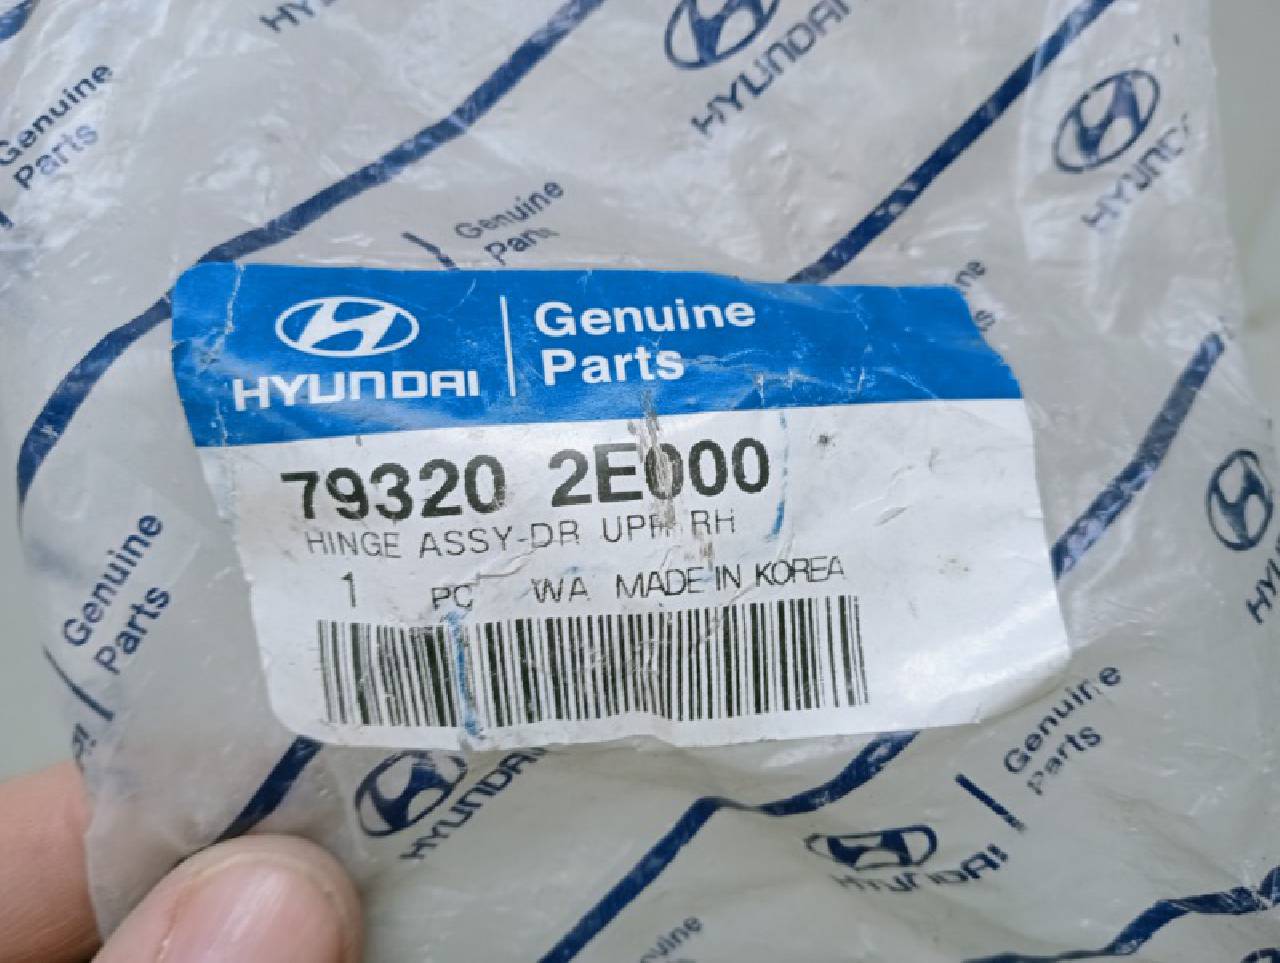 HYUNDAI
HYUNDAI
Genuine
Parts
Genuine
HYUNDAI
Genuine
Parts
79320 2E000
HINGE ASSY-DR UPR RH
1 PC WA MADE IN KOREA
Genuine
Parts
Genuine
Parts
HYUNDAI
HYUNDAI